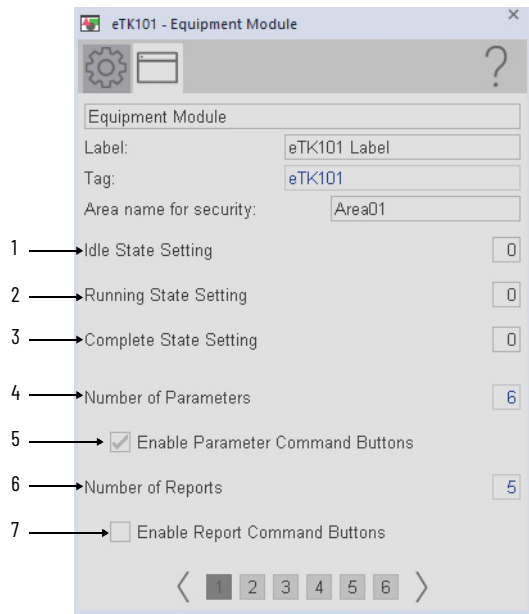 eTK101 - Equipment Module
?
Equipment Module
Label: eTK101 Label
Tag: eTK101
Area name for security: Area01
1 Idle State Setting 0
2 Running State Setting 0
3 Complete State Setting 0
4 Number of Parameters 6
5 Enable Parameter Command Buttons
6 Number of Reports 5
7 Enable Report Command Buttons
1 2 3 4 5 6